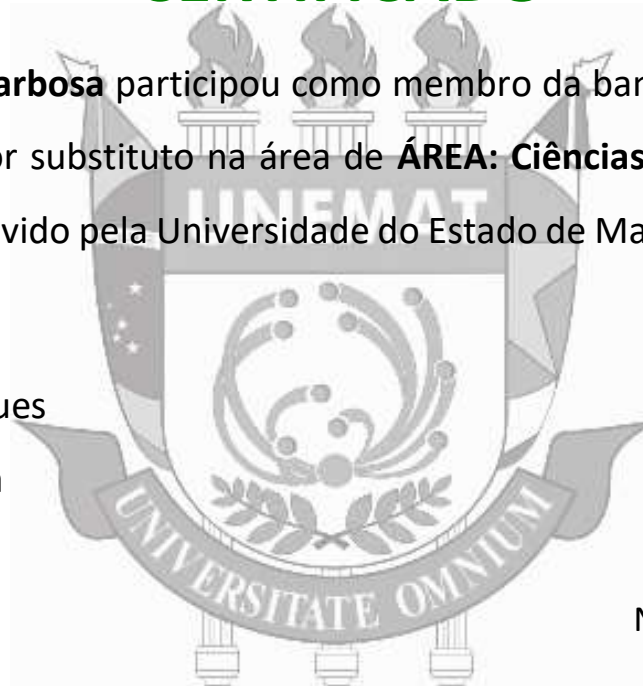 CERTIFICADO
arbosa participou como membro da ban
or substituto na área de ÁREA: Ciências
vido pela Universidade do Estado de Ma
UNEMAT
ues
UNIVERSITATE OMNIUM
N